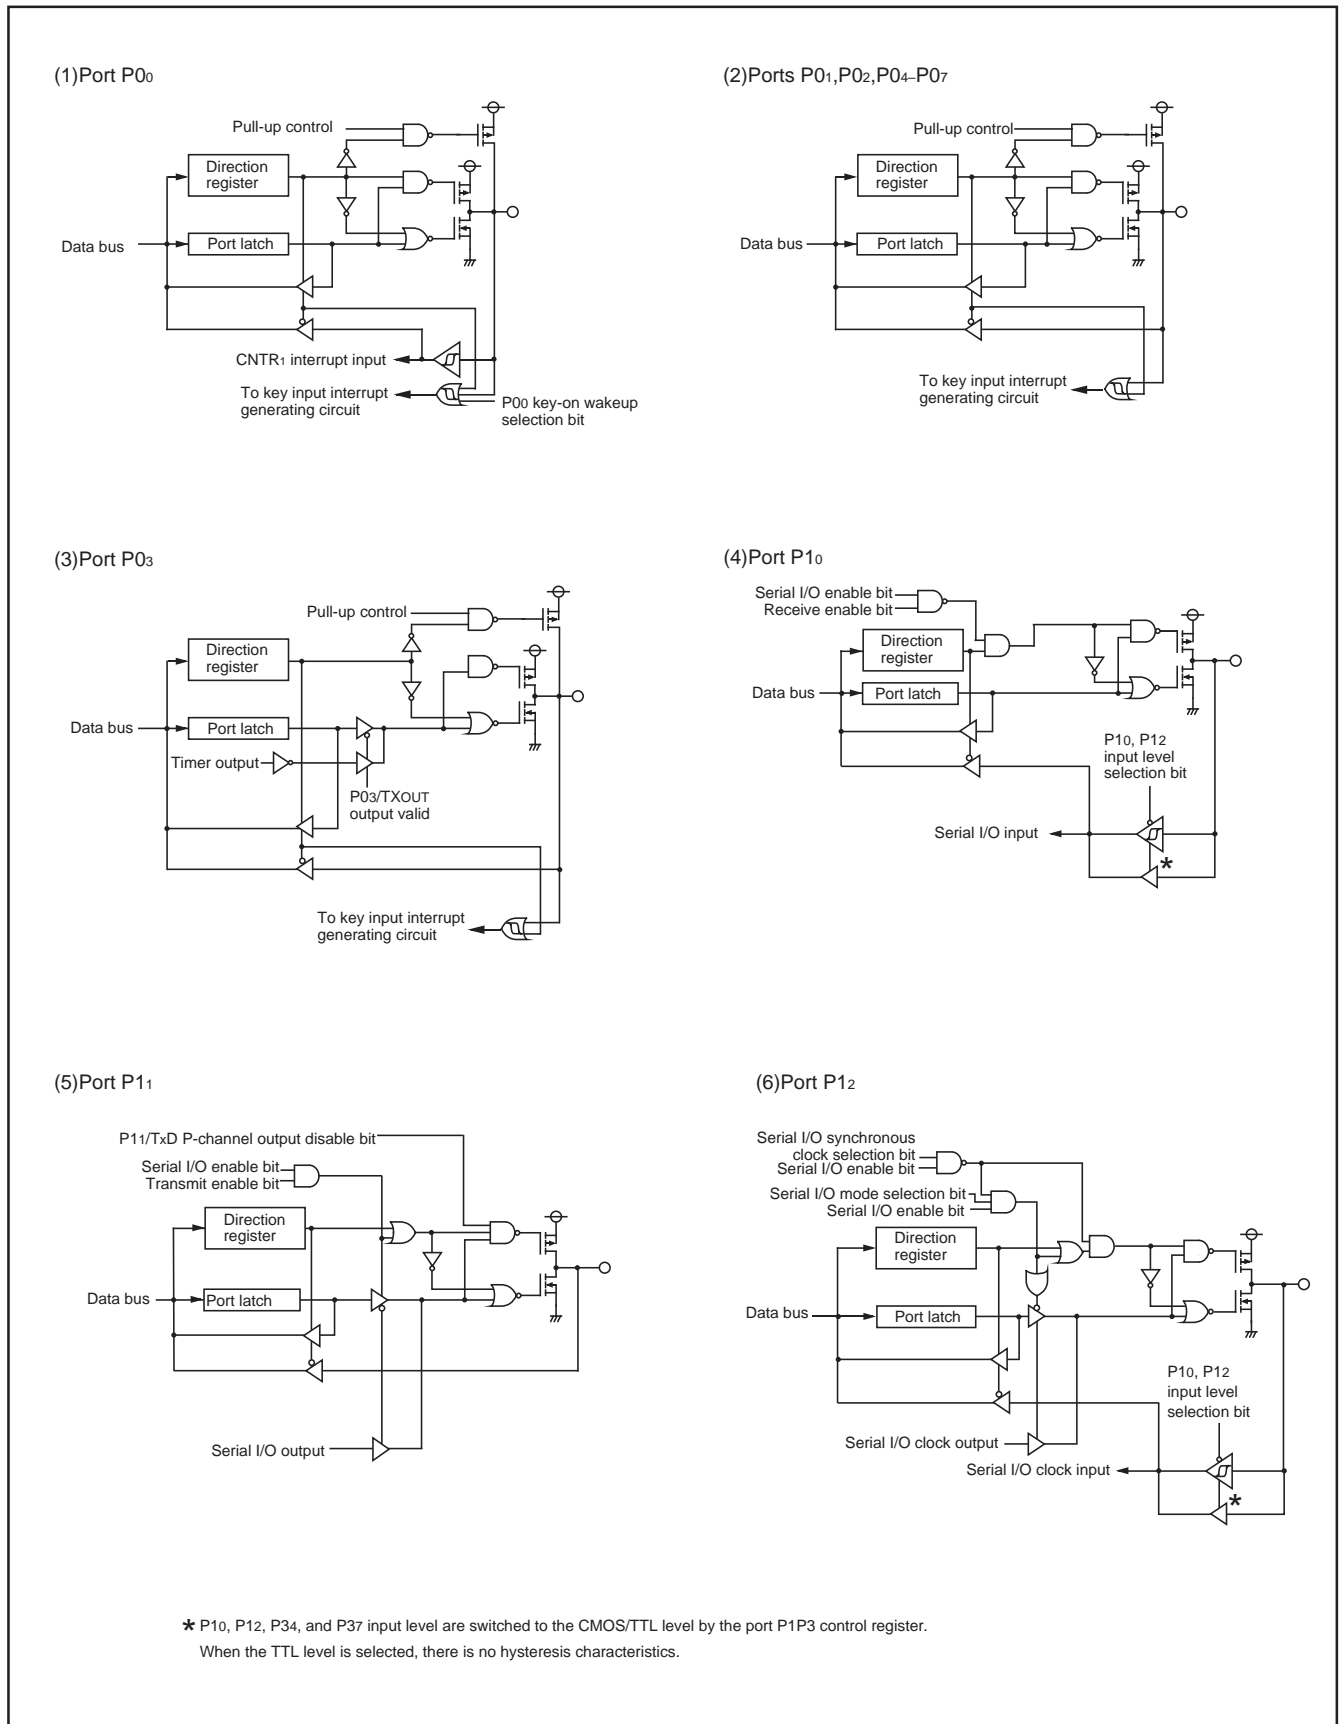 (1)Port P00
Pull-up control
Direction
register
Data bus
Port latch
CNTR1 interrupt input
To key input interrupt
generating circuit
P00 key-on wakeup
selection bit
(2)Ports P01,P02,P04–P07
Pull-up control
Direction
register
Data bus
Port latch
To key input interrupt
generating circuit
(3)Port P03
Pull-up control
Direction
register
Data bus
Port latch
Timer output
P03/TXOUT
output valid
To key input interrupt
generating circuit
(4)Port P10
Serial I/O enable bit
Receive enable bit
Direction
register
Data bus
Port latch
P10, P12
input level
selection bit
Serial I/O input
*
(5)Port P11
P11/TxD P-channel output disable bit
Serial I/O enable bit
Transmit enable bit
Direction
register
Data bus
Port latch
Serial I/O output
(6)Port P12
Serial I/O synchronous
clock selection bit
Serial I/O enable bit
Serial I/O mode selection bit
Serial I/O enable bit
Direction
register
Data bus
Port latch
P10, P12
input level
selection bit
Serial I/O clock output
Serial I/O clock input
*
* P10, P12, P34, and P37 input level are switched to the CMOS/TTL level by the port P1P3 control register.
When the TTL level is selected, there is no hysteresis characteristics.